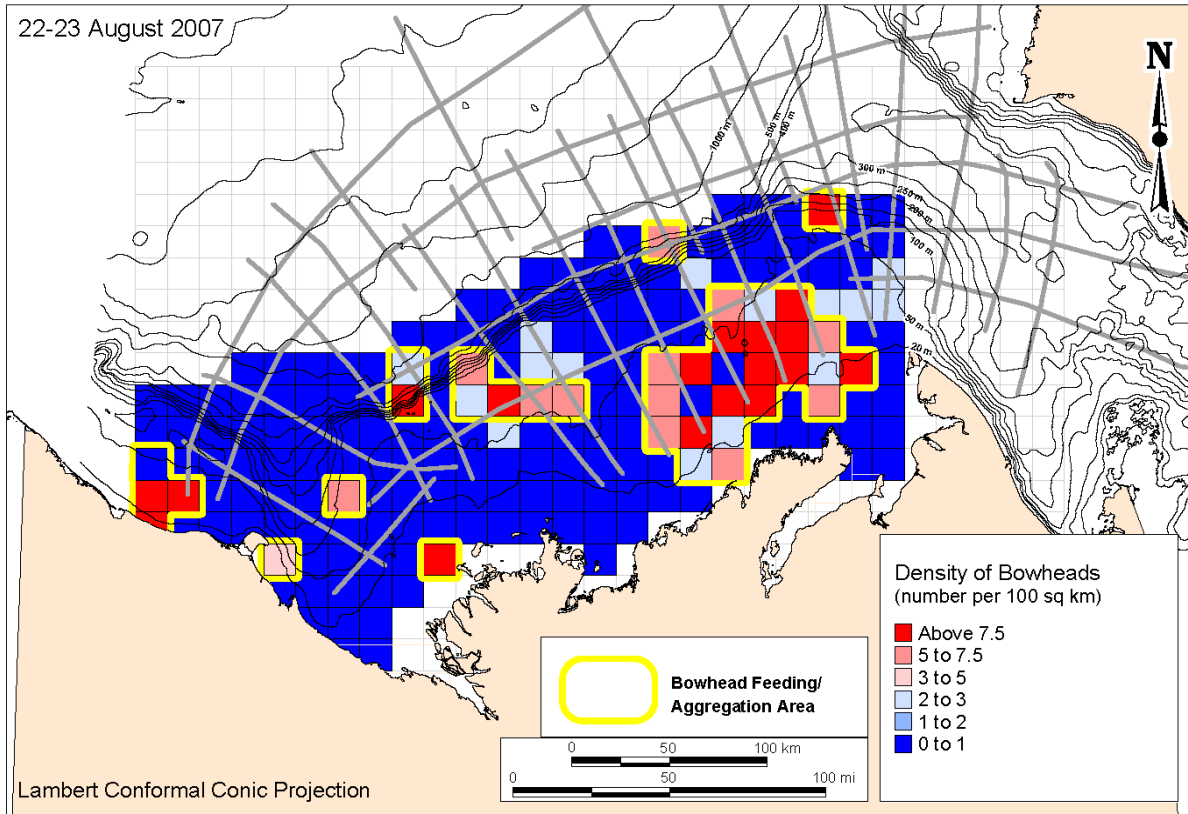 22-23 August 2007
N
1000 m
500 m
400 m
300 m
250 m
200 m
100 m
50 m
20 m
Density of Bowheads
(number per 100 sq km)
Above 7.5
5 to 7.5
3 to 5
2 to 3
1 to 2
0 to 1
Bowhead Feeding/
Aggregation Area
0 50 100 km
0 50 100 mi
Lambert Conformal Conic Projection